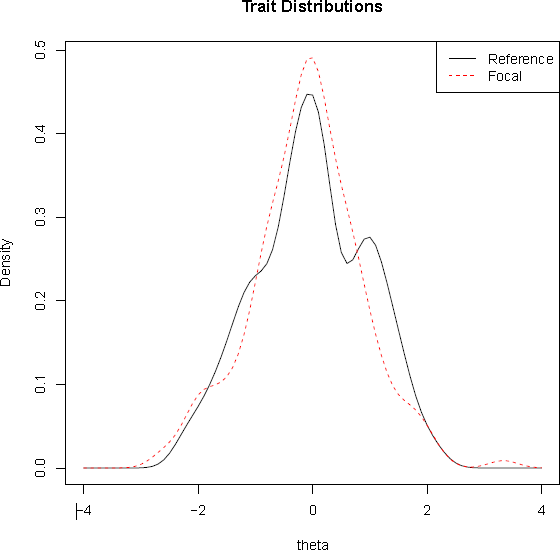 Trait Distributions
Reference
Focal
Density
0.5
0.4
0.3
0.2
0.1
0.0
−4
−2
0
2
4
theta